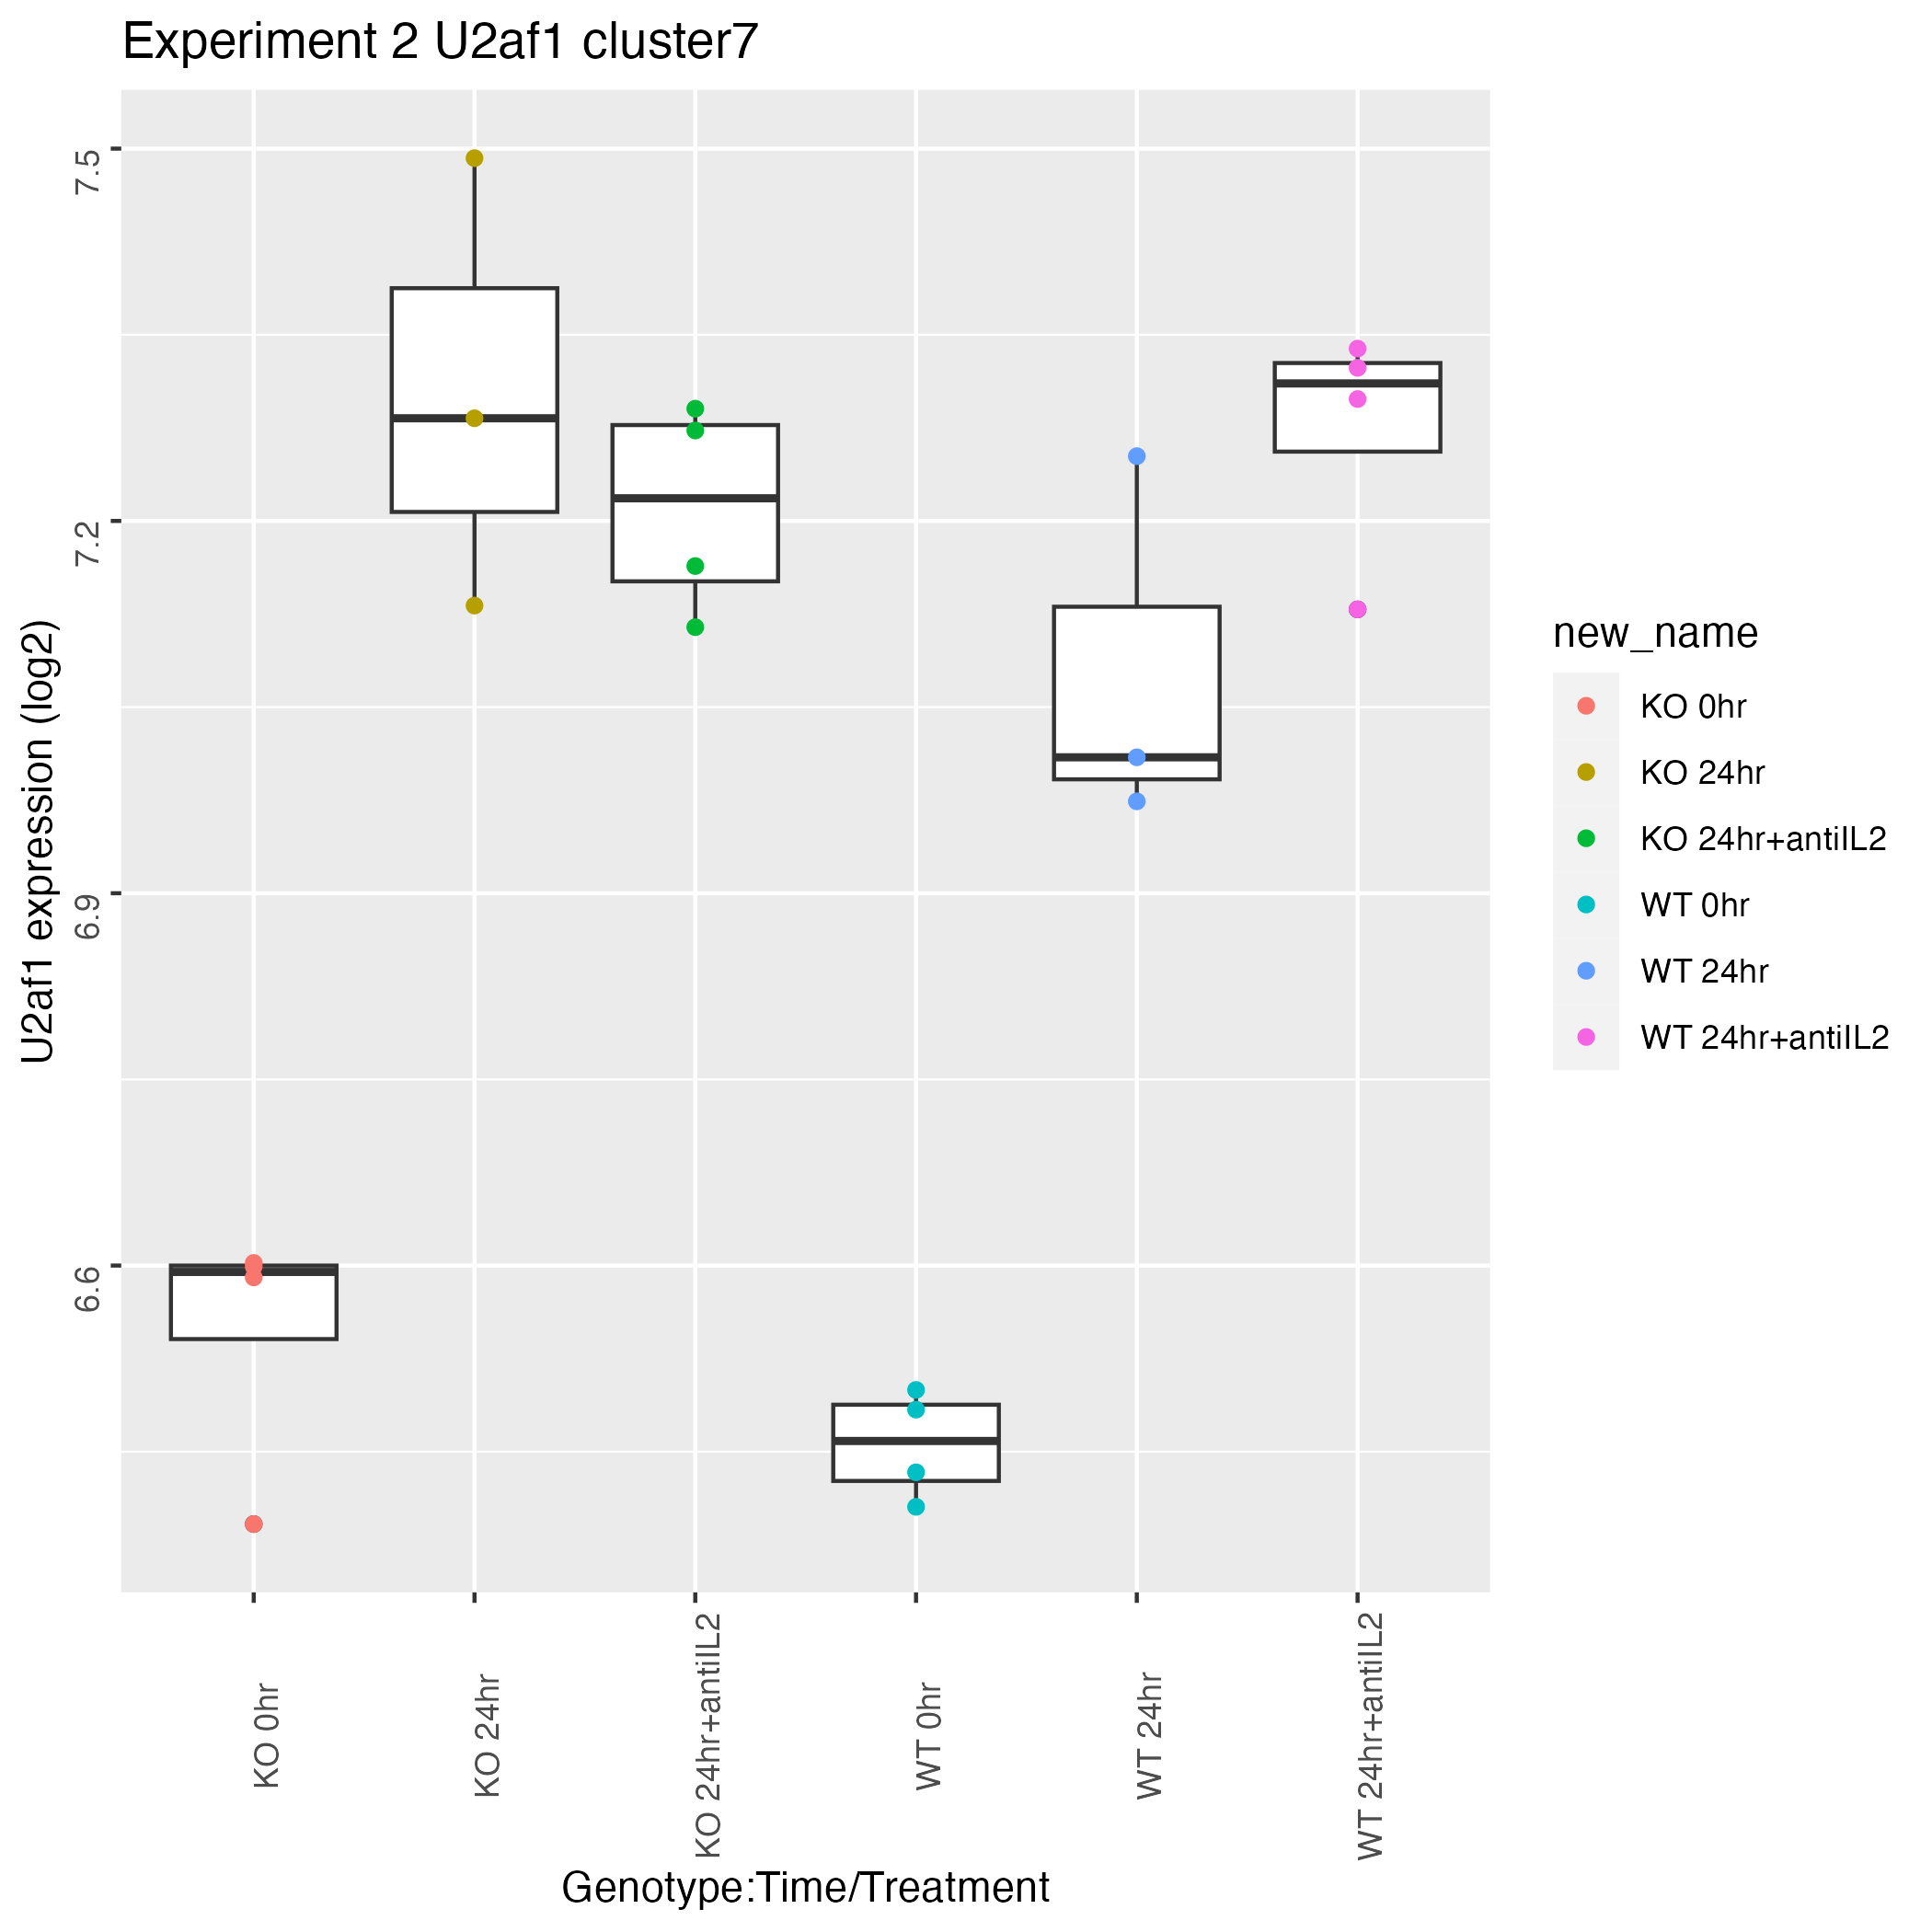 Experiment 2 U2af1 cluster7
U2af1 expression (log2)
7.5
7.2
6.9
6.6
KO 0hr
KO 24hr
KO 24hr+antiIL2
WT 0hr
WT 24hr
WT 24hr+antiIL2
Genotype:Time/Treatment
new_name
KO 0hr
KO 24hr
KO 24hr+antiIL2
WT 0hr
WT 24hr
WT 24hr+antiIL2